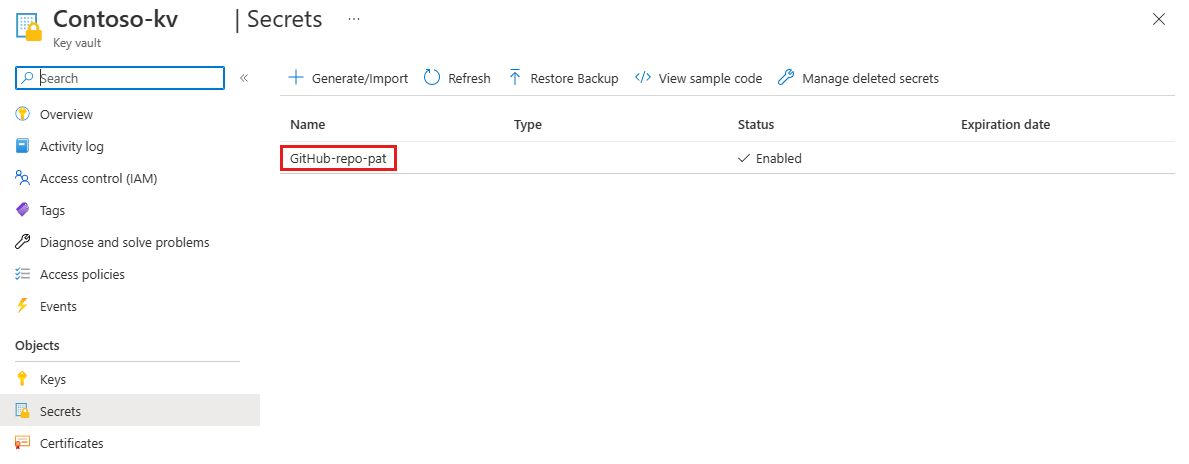 Contoso-kv | Secrets ...
Key vault
Search «
Generate/Import Refresh Restore Backup View sample code Manage deleted secrets
Overview
Activity log
Access control (IAM)
Tags
Diagnose and solve problems
Access policies
Events
Objects
Keys
Secrets
Certificates
Name Type Status Expiration date
GitHub-repo-pat Enabled